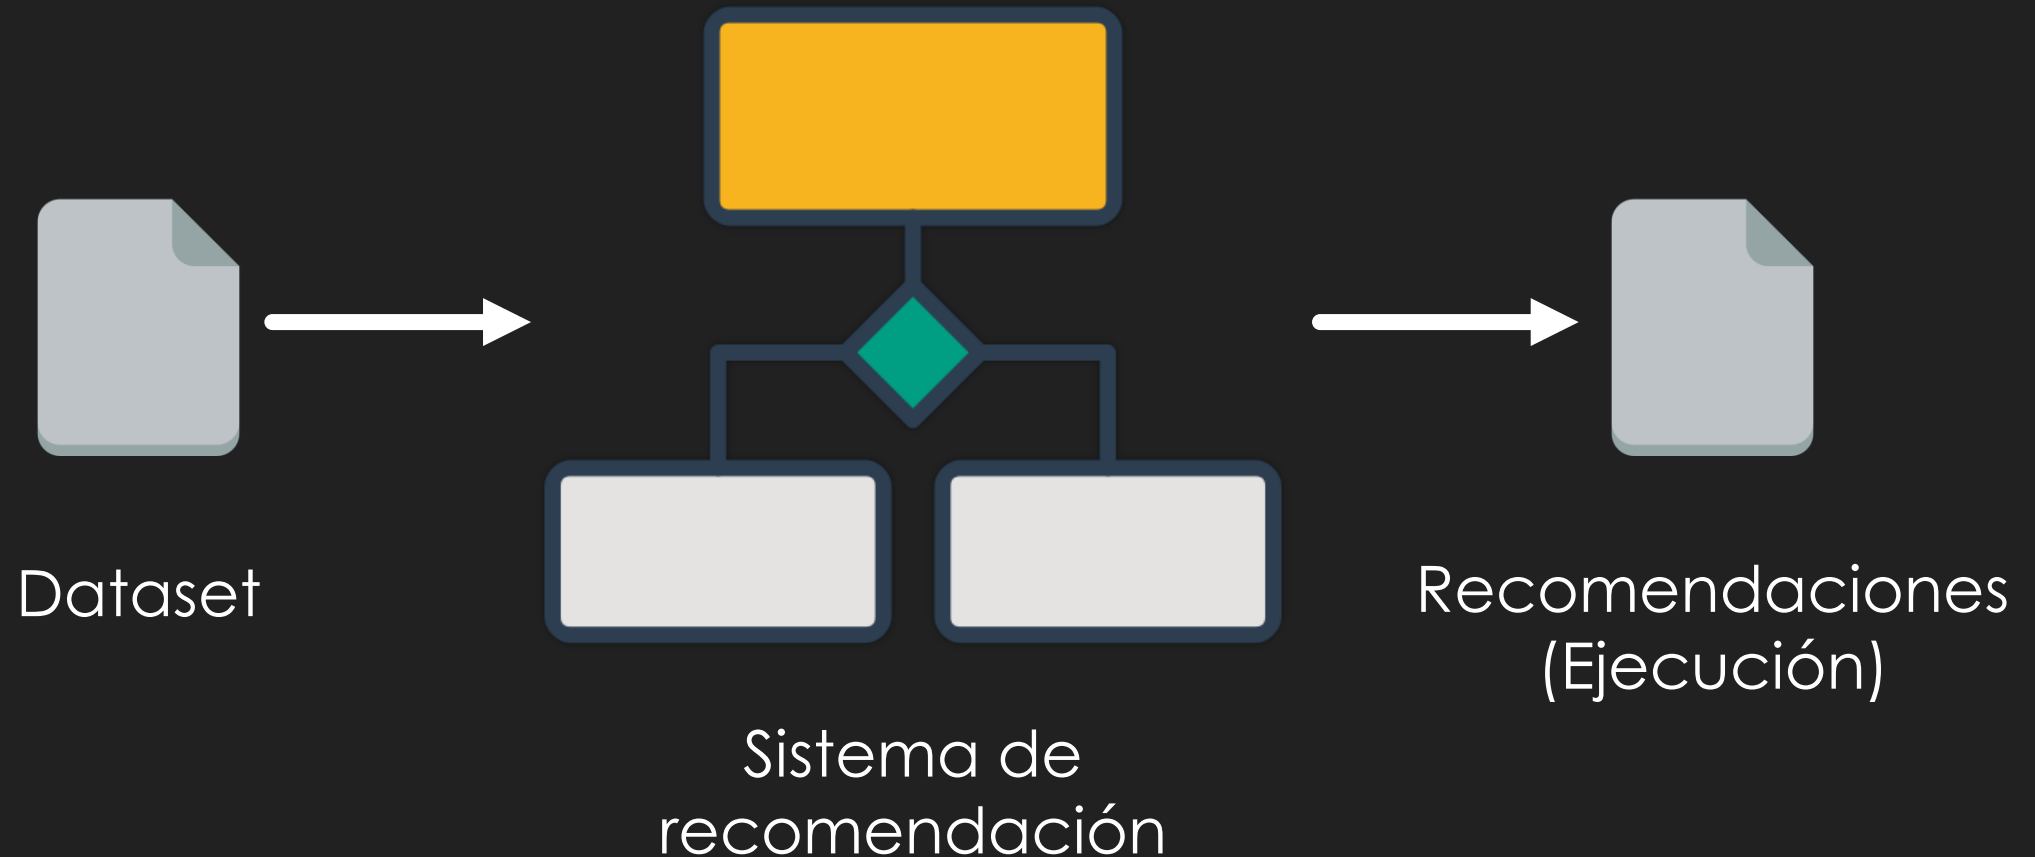 Dataset
Sistema de
recomendación
Recomendaciones
(Ejecución)